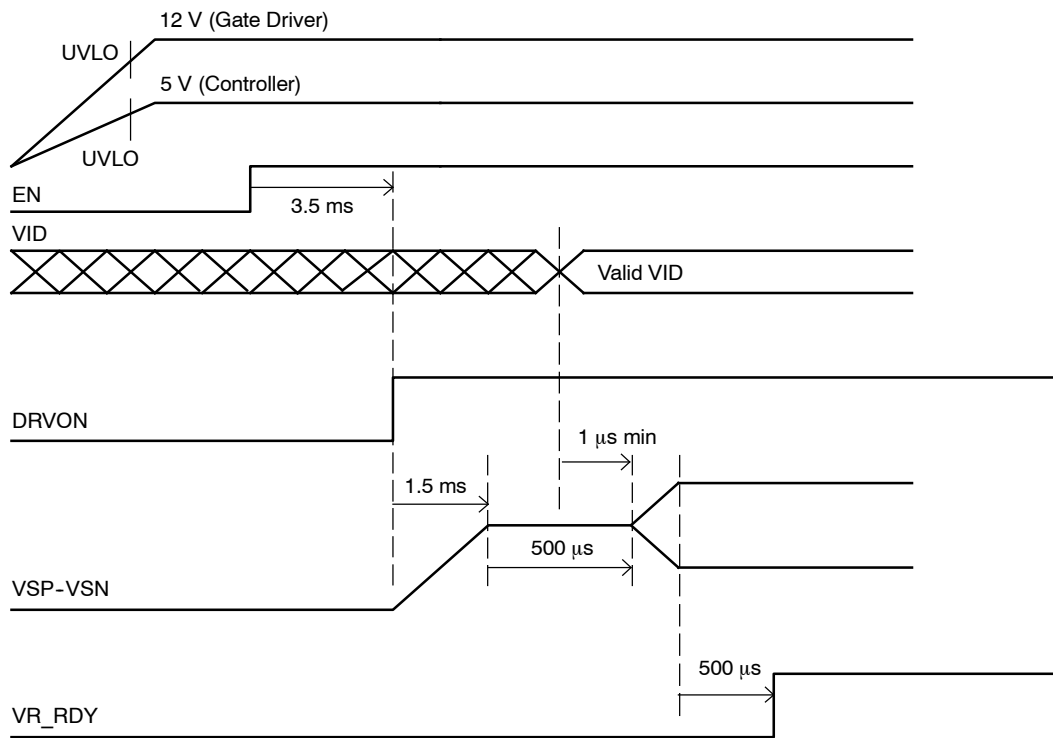 12 V (Gate Driver)
UVLO
5 V (Controller)
UVLO
EN
3.5 ms
VID
Valid VID
DRVON
1 μs min
1.5 ms
500 μs
VSP-VSN
500 μs
VR_RDY